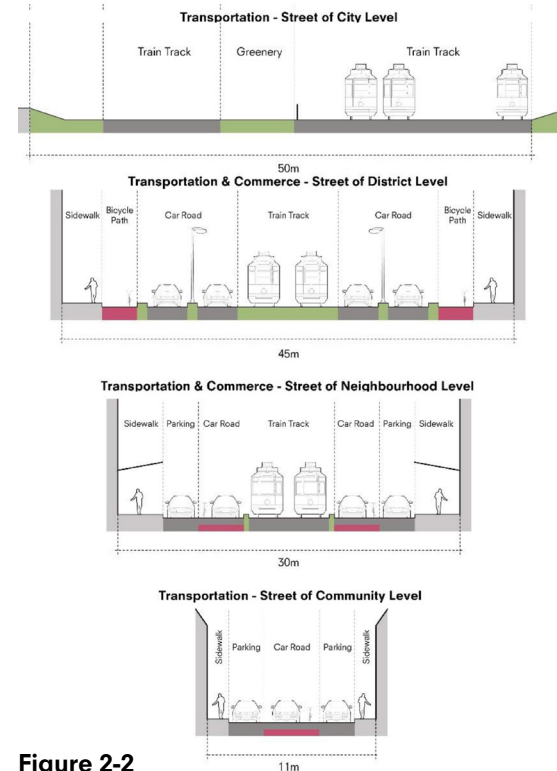 Transportation - Street of City Level
Train Track Greenery Train Track
50m
Transportation & Commerce - Street of District Level
Sidewalk Bicycle Path Car Road Train Track Car Road Bicycle Path Sidewalk
45m
Transportation & Commerce - Street of Neighbourhood Level
Sidewalk Parking Car Road Train Track Car Road Parking Sidewalk
30m
Transportation - Street of Community Level
Sidewalk Parking Car Road Parking Sidewalk
11m
Figure 2-2